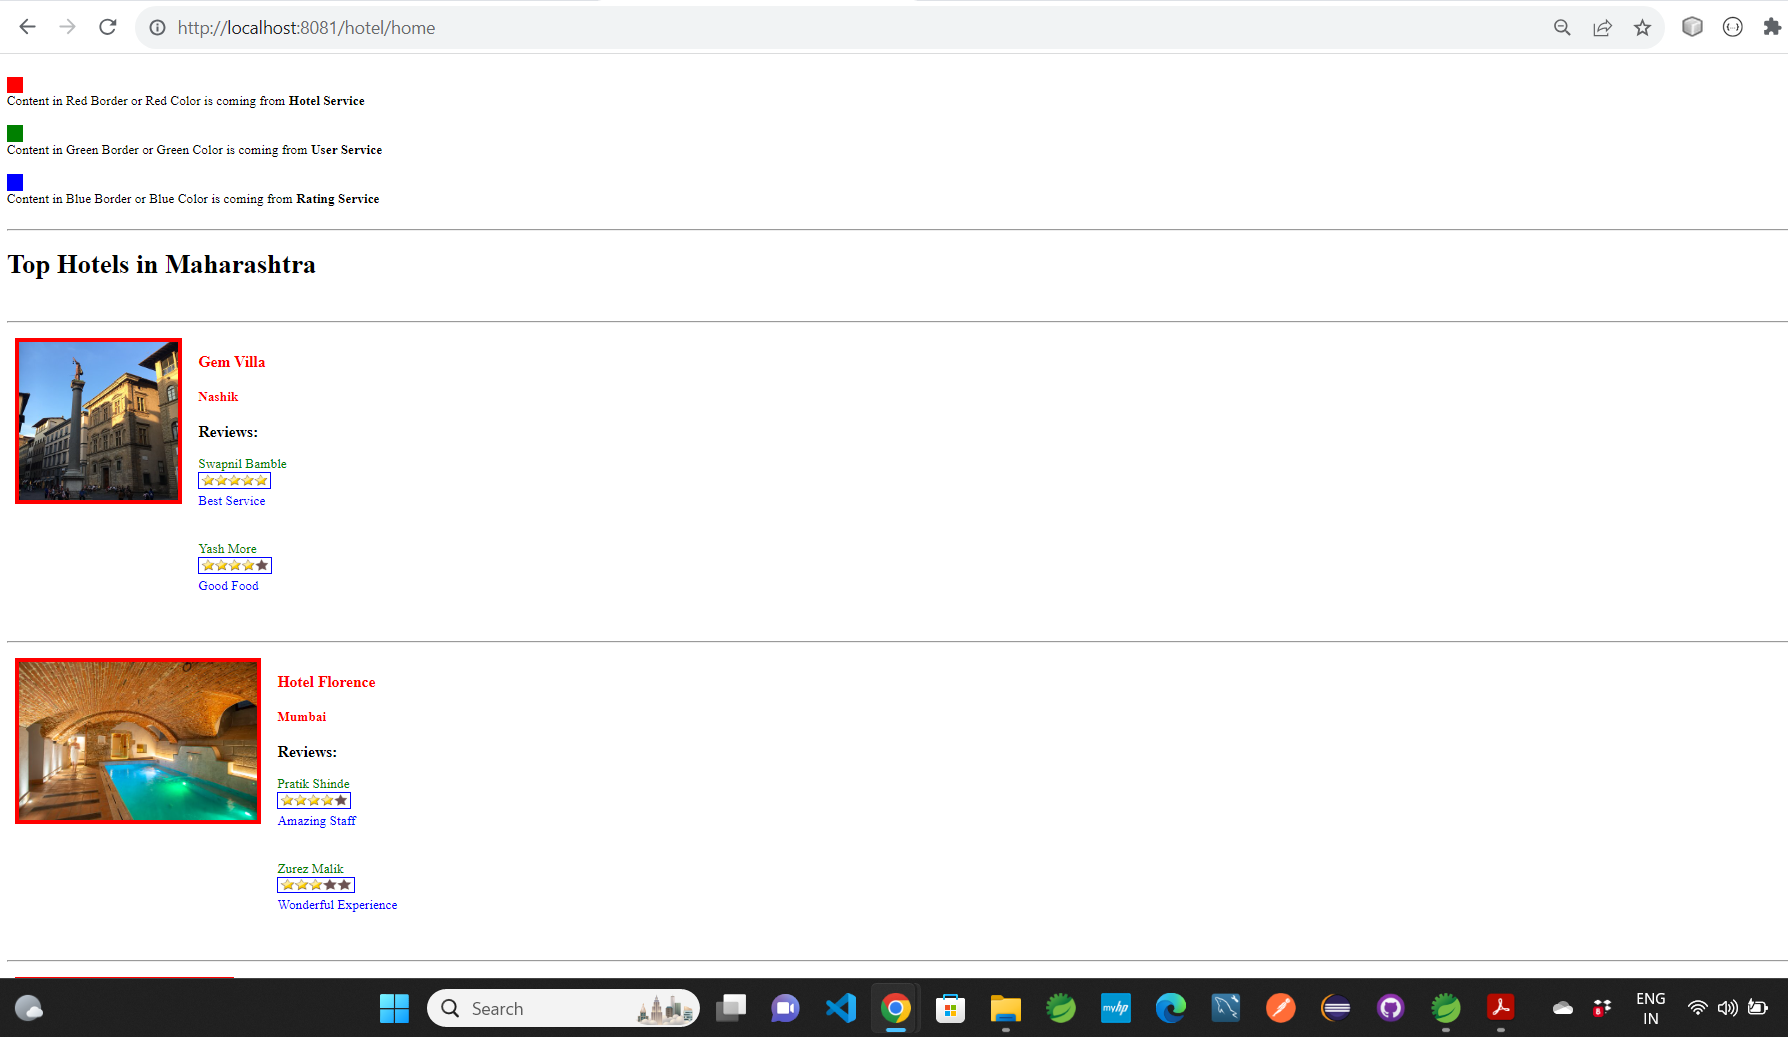 http://localhost:8081/hotel/home
Content in Red Border or Red Color is coming from Hotel Service
Content in Green Border or Green Color is coming from User Service
Content in Blue Border or Blue Color is coming from Rating Service
Top Hotels in Maharashtra
Gem Villa
Nashik
Reviews:
Swapnil Bamble
Best Service
Yash More
Good Food
Hotel Florence
Mumbai
Reviews:
Pratik Shinde
Amazing Staff
Zurez Malik
Wonderful Experience
Search
myhp
8
ENG
IN